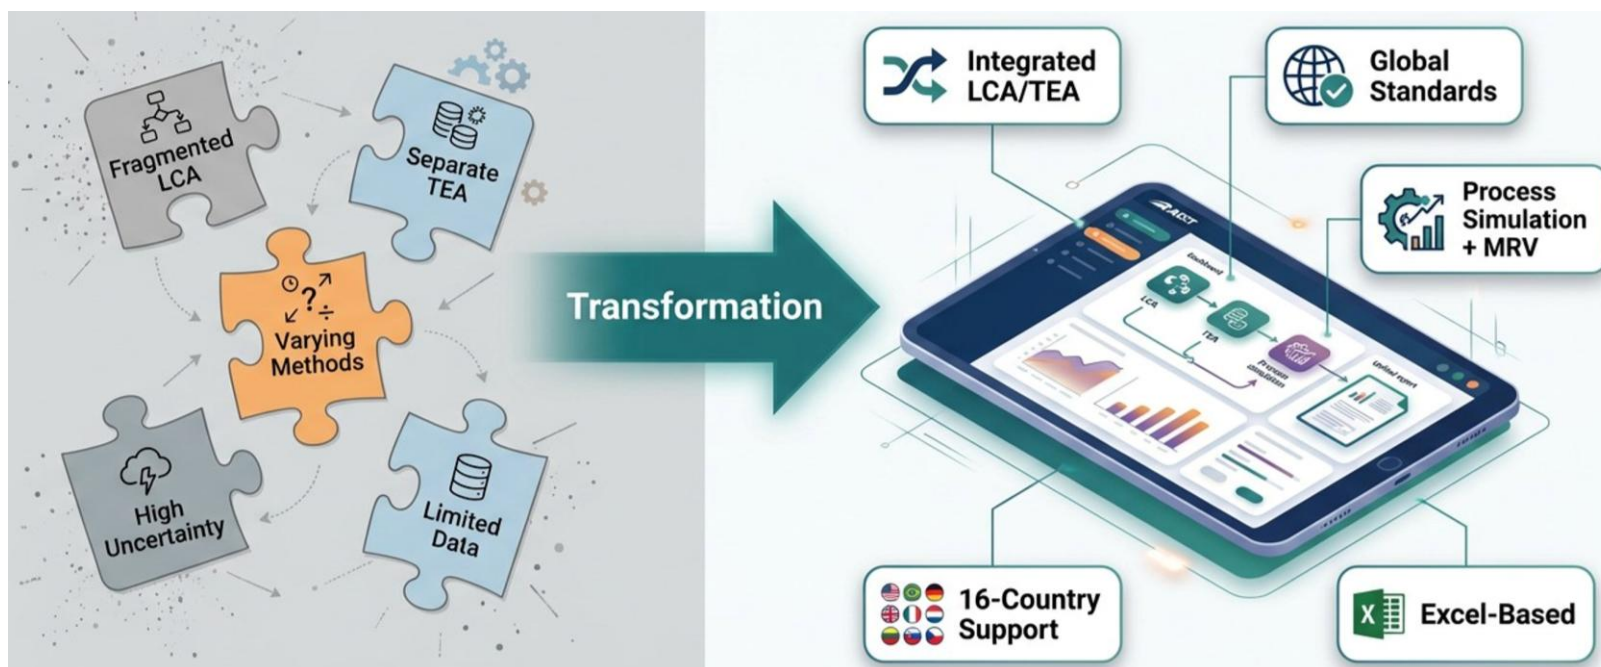 Fragmented
LCA
Separate
TEA
Varying
Methods
High
Uncertainty
Limited
Data
Transformation
Integrated
LCA/TEA
Global
Standards
Process
Simulation
+ MRV
Dashboard
LCA
TEA
16-Country
Support
Excel-Based